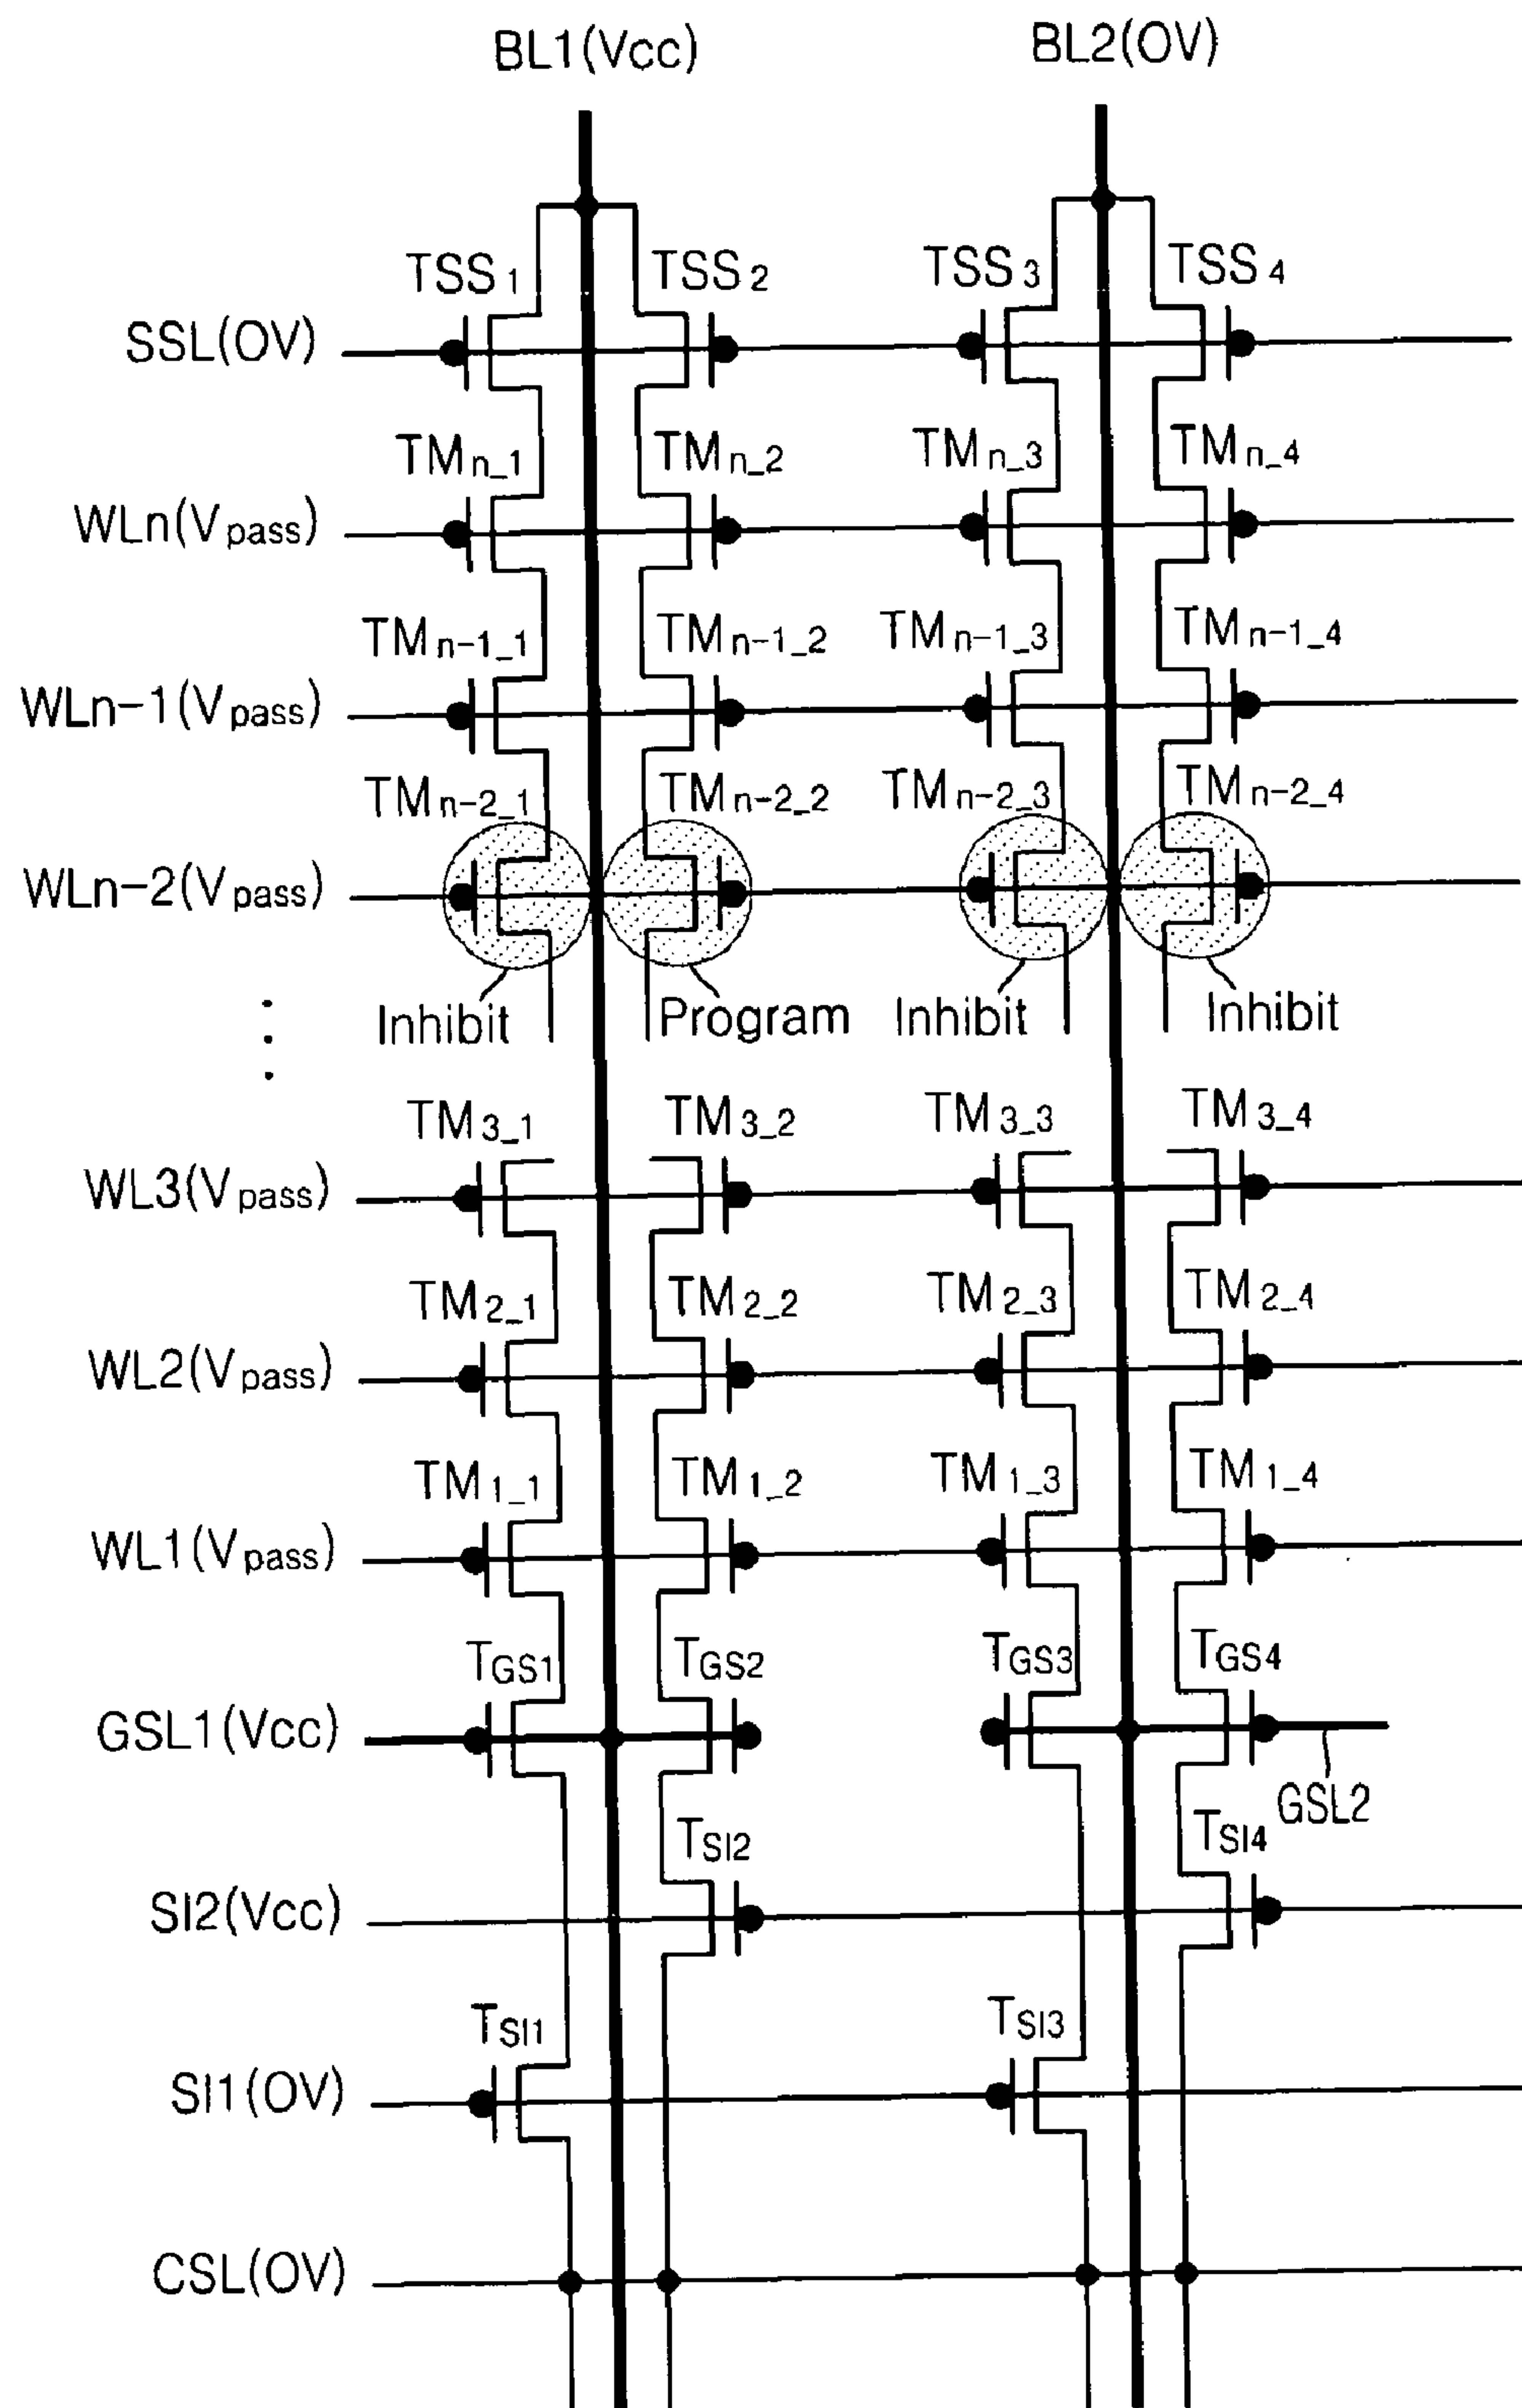 BL1(Vcc) BL2(0V)
TSS1 TSS2 TSS3 TSS4
SSL(0V)
TMn_1 TMn_2 TMn_3 TMn_4
WLn(Vpass)
TMn-1_1 TMn-1_2 TMn-1_3 TMn-1_4
WLn-1(Vpass)
TMn-2_1 TMn-2_2 TMn-2_3 TMn-2_4
WLn-2(Vpass)
Inhibit Program Inhibit Inhibit
TM3_1 TM3_2 TM3_3 TM3_4
WL3(Vpass)
TM2_1 TM2_2 TM2_3 TM2_4
WL2(Vpass)
TM1_1 TM1_2 TM1_3 TM1_4
WL1(Vpass)
TGS1 TGS2 TGS3 TGS4
GSL1(Vcc)
GSL2
TSI2 TSI4
SI2(Vcc)
TSI1 TSI3
SI1(0V)
CSL(0V)